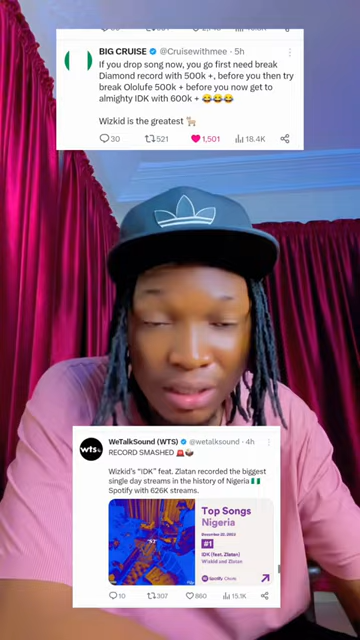 BIG CRUISE @Cruisewithmee · 5h
If you drop song now, you go first need break
Diamond record with 500k +, before you then try
break Ololufe 500k + before you now get to
almighty IDK with 600k + 😂😂😂
Wizkid is the greatest 🐐
30 521 1,501 18.4K
wts
WeTalkSound (WTS) @wetalksound · 4h
RECORD SMASHED 🚨
Wizkid's "IDK" feat. Zlatan recorded the biggest
single day streams in the history of Nigeria 🇳🇬
Spotify with 626K streams.
Top Songs
Nigeria
#1
IDK (feat. Zlatan)
Wizkid and Zlatan
Spotify Charts
10 307 860 15.1K